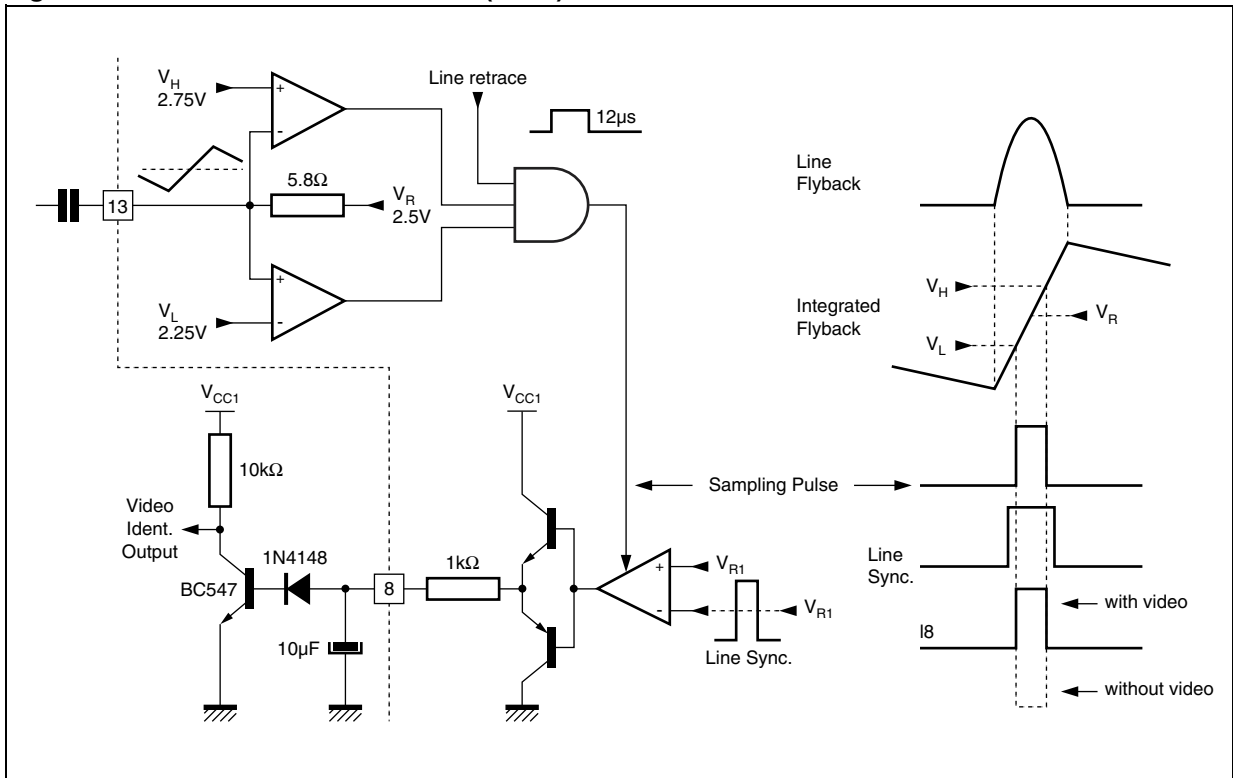 V_H
2.75V
Line retrace
12µs
5.8Ω
13
V_R
2.5V
V_L
2.25V
V_CC1
10kΩ
Video
Ident.
Output
1N4148
BC547
10µF
8
1kΩ
V_CC1
Sampling Pulse
V_R1
V_R1
Line Sync.
Line
Flyback
Integrated
Flyback
V_H
V_R
V_L
Line
Sync.
with video
I8
without video
+
-
+
-
+
-